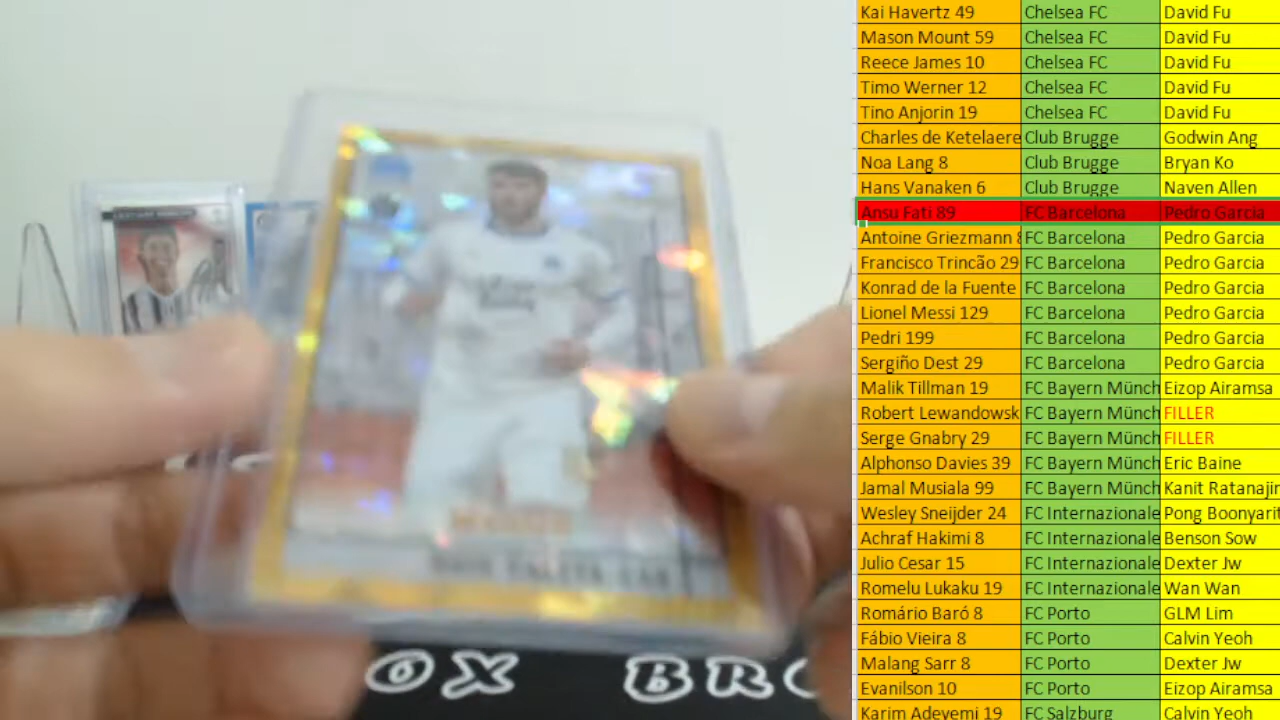 Kai Havertz 49 Chelsea FC David Fu
Mason Mount 59 Chelsea FC David Fu
Reece James 10 Chelsea FC David Fu
Timo Werner 12 Chelsea FC David Fu
Tino Anjorin 19 Chelsea FC David Fu
Charles de Ketelaere Club Brugge Godwin Ang
Noa Lang 8 Club Brugge Bryan Ko
Hans Vanaken 6 Club Brugge Naven Allen
Ansu Fati 89 FC Barcelona Pedro Garcia
Antoine Griezmann FC Barcelona Pedro Garcia
Francisco Trincão 29 FC Barcelona Pedro Garcia
Konrad de la Fuente FC Barcelona Pedro Garcia
Lionel Messi 129 FC Barcelona Pedro Garcia
Pedri 199 FC Barcelona Pedro Garcia
Sergiño Dest 29 FC Barcelona Pedro Garcia
Malik Tillman 19 FC Bayern Münch Eizop Airamsa
Robert Lewandowsk FC Bayern Münch FILLER
Serge Gnabry 29 FC Bayern Münch FILLER
Alphonso Davies 39 FC Bayern Münch Eric Baine
Jamal Musiala 99 FC Bayern Münch Kanit Ratanajin
Wesley Sneijder 24 FC Internazionale Pong Boonyarit
Achraf Hakimi 8 FC Internazionale Benson Sow
Julio Cesar 15 FC Internazionale Dexter Jw
Romelu Lukaku 19 FC Internazionale Wan Wan
Romário Baró 8 FC Porto GLM Lim
Fábio Vieira 8 FC Porto Calvin Yeoh
Malang Sarr 8 FC Porto Dexter Jw
Evanilson 10 FC Porto Eizop Airamsa
Karim Adeyemi 19 FC Salzburg Calvin Yeoh
OX BRO